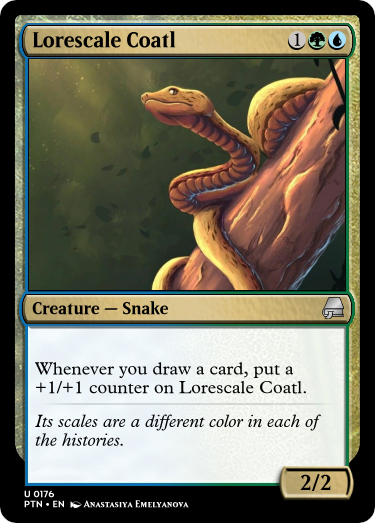 Lorescale Coatl 1
Creature — Snake
Whenever you draw a card, put a
+1/+1 counter on Lorescale Coatl.
Its scales are a different color in each of
the histories.
2/2
U 0176
PTN • EN Anastasiya Emelyanova